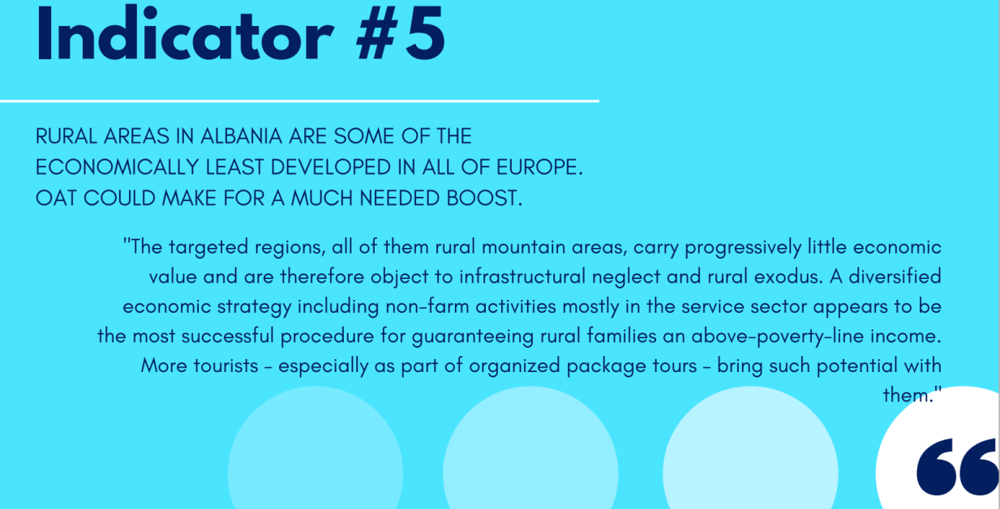 Indicator #5
RURAL AREAS IN ALBANIA ARE SOME OF THE
ECONOMICALLY LEAST DEVELOPED IN ALL OF EUROPE.
OAT COULD MAKE FOR A MUCH NEEDED BOOST.
"The targeted regions, all of them rural mountain areas, carry progressively little economic
value and are therefore object to infrastructural neglect and rural exodus. A diversified
economic strategy including non-farm activities mostly in the service sector appears to be
the most successful procedure for guaranteeing rural families an above-poverty-line income.
More tourists - especially as part of organized package tours - bring such potential with
them."
“